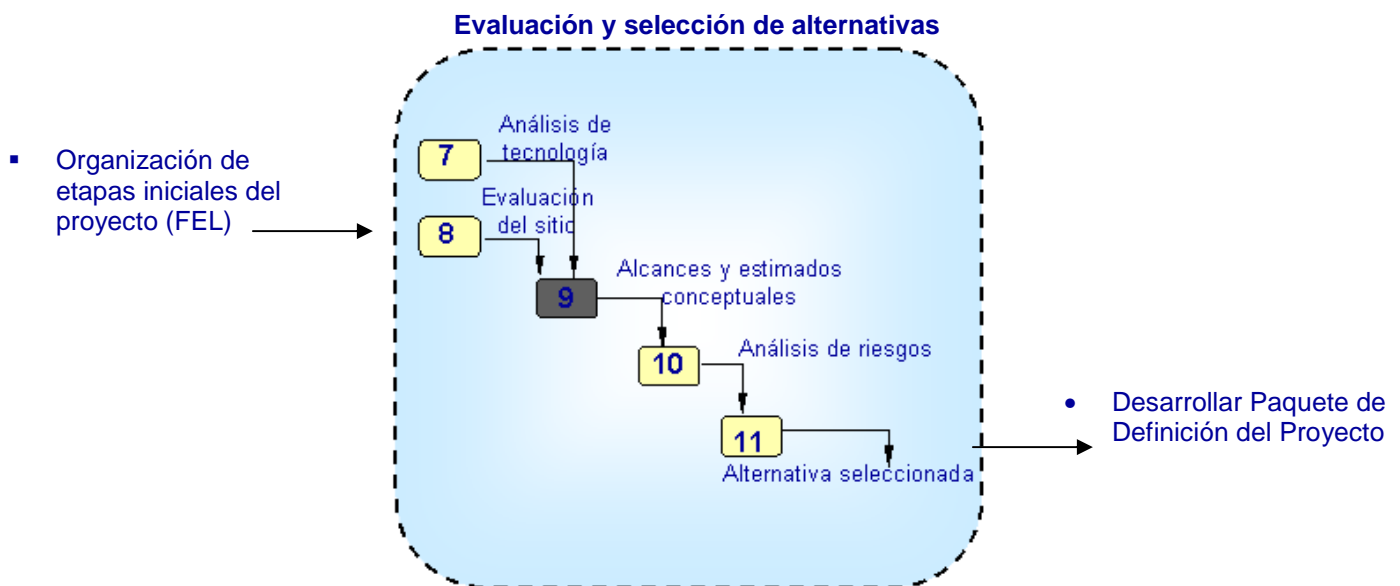 Evaluación y selección de alternativas
▪ Organización de
etapas iniciales del
proyecto (FEL)
7
Análisis de
tecnología
8
Evaluación
del sitio
9
Alcances y estimados
conceptuales
10
Análisis de riesgos
11
Alternativa seleccionada
• Desarrollar Paquete de
Definición del Proyecto